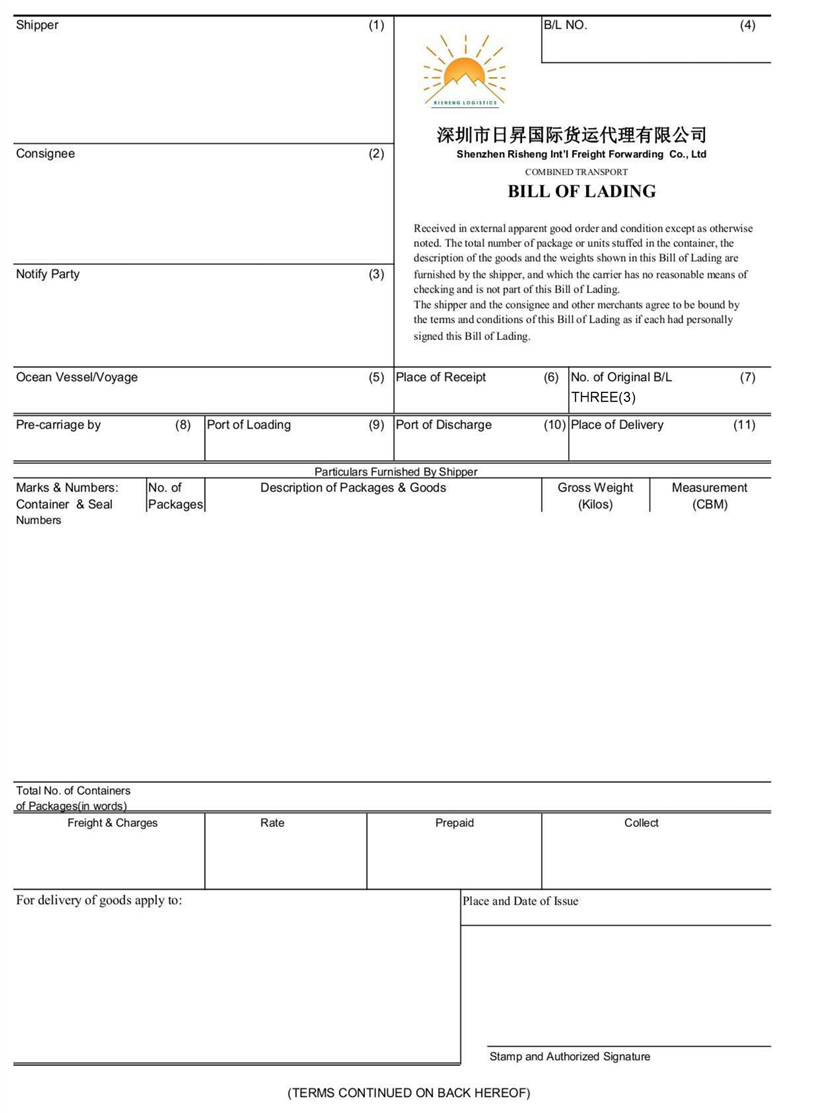 Shipper (1)
B/L NO. (4)
RISHENG LOGISTICS
深圳市日昇国际货运代理有限公司
Shenzhen Risheng Int'l Freight Forwarding Co., Ltd
COMBINED TRANSPORT
BILL OF LADING
Consignee (2)
Received in external apparent good order and condition except as otherwise
noted. The total number of package or units stuffed in the container, the
description of the goods and the weights shown in this Bill of Lading are
furnished by the shipper, and which the carrier has no reasonable means of
checking and is not part of this Bill of Lading.
The shipper and the consignee and other merchants agree to be bound by
the terms and conditions of this Bill of Lading as if each had personally
signed this Bill of Lading.
Notify Party (3)
Ocean Vessel/Voyage (5) Place of Receipt (6) No. of Original B/L (7)
THREE(3)
Pre-carriage by (8) Port of Loading (9) Port of Discharge (10) Place of Delivery (11)
Particulars Furnished By Shipper
Marks & Numbers: No. of Description of Packages & Goods Gross Weight Measurement
Container & Seal Packages (Kilos) (CBM)
Numbers
Total No. of Containers
of Packages(in words)
Freight & Charges Rate Prepaid Collect
For delivery of goods apply to: Place and Date of Issue
Stamp and Authorized Signature
(TERMS CONTINUED ON BACK HEREOF)